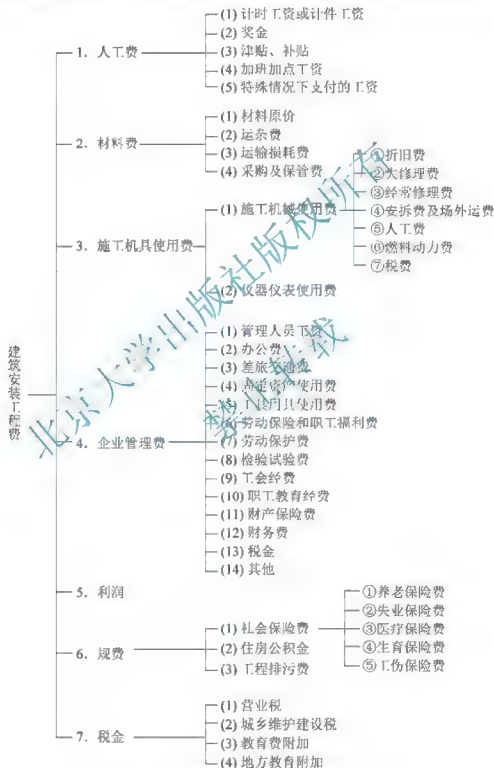 建筑安装工程费
1. 人工费
(1) 计时工资或计件工资
(2) 奖金
(3) 津贴、补贴
(4) 加班加点工资
(5) 特殊情况下支付的工资
2. 材料费
(1) 材料原价
(2) 运杂费
(3) 运输损耗费
(4) 采购及保管费
3. 施工机具使用费
(1) 施工机械使用费
①折旧费
②大修理费
③经常修理费
④安拆费及场外运费
⑤人工费
⑥燃料动力费
⑦税费
(2) 仪器仪表使用费
4. 企业管理费
(1) 管理人员工资
(2) 办公费
(3) 差旅交通费
(4) 固定资产使用费
(5) 工具用具使用费
(6) 劳动保险和职工福利费
(7) 劳动保护费
(8) 检验试验费
(9) 工会经费
(10) 职工教育经费
(11) 财产保险费
(12) 财务费
(13) 税金
(14) 其他
5. 利润
6. 规费
(1) 社会保险费
①养老保险费
②失业保险费
③医疗保险费
④生育保险费
⑤工伤保险费
(2) 住房公积金
(3) 工程排污费
7. 税金
(1) 营业税
(2) 城乡维护建设税
(3) 教育费附加
(4) 地方教育附加
北京大学出版社版权所有
禁止转载